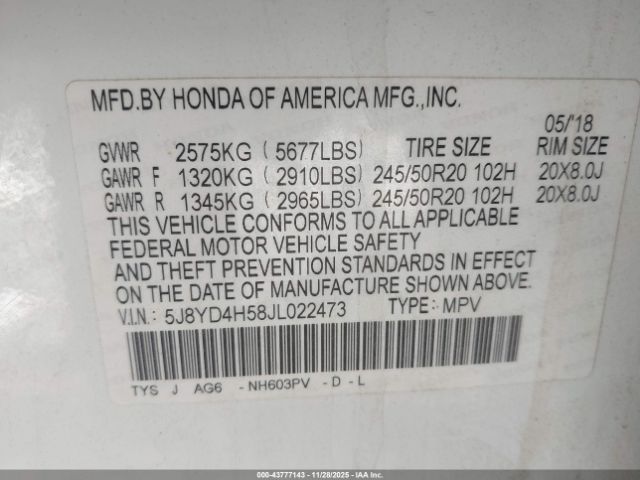 MFD.BY HONDA OF AMERICA MFG.,INC.
05/'18
GVWR 2575KG ( 5677LBS) TIRE SIZE RIM SIZE
GAWR F 1320KG ( 2910LBS) 245/50R20 102H 20X8.0J
GAWR R 1345KG ( 2965LBS) 245/50R20 102H 20X8.0J
THIS VEHICLE CONFORMS TO ALL APPLICABLE
FEDERAL MOTOR VEHICLE SAFETY
AND THEFT PREVENTION STANDARDS IN EFFECT
ON THE DATE OF MANUFACTURE SHOWN ABOVE.
V.I.N.: 5J8YD4H58JL022473 TYPE: MPV
TYS J AG6 -NH603PV -D-L
000-43777143 | 11/28/2025 | IAA Inc.